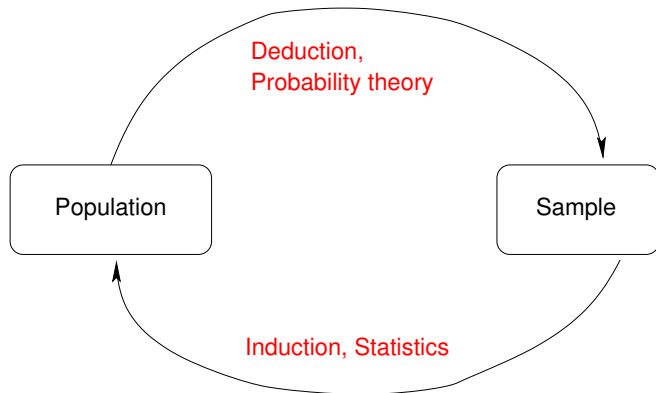 Deduction,
Probability theory
Population
Sample
Induction, Statistics